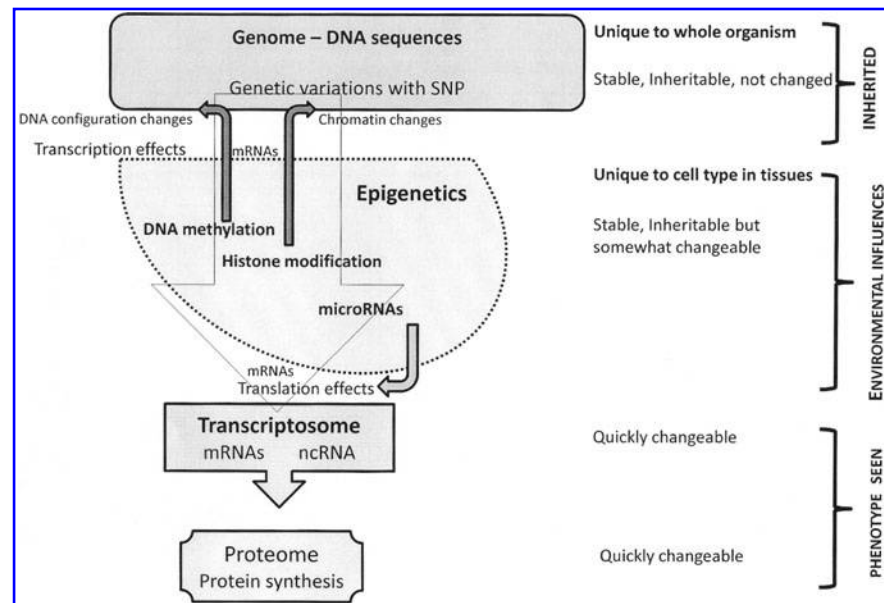 Genome – DNA sequences
Genetic variations with SNP
Unique to whole organism
Stable, Inheritable, not changed
INHERITED
DNA configuration changes
Chromatin changes
Transcription effects
mRNAs
Epigenetics
DNA methylation
Histone modification
microRNAs
mRNAs
Translation effects
Unique to cell type in tissues
Stable, Inheritable but
somewhat changeable
ENVIRONMENTAL INFLUENCES
Transcriptosome
mRNAs ncRNA
Quickly changeable
Proteome
Protein synthesis
Quickly changeable
PHENOTYPE SEEN